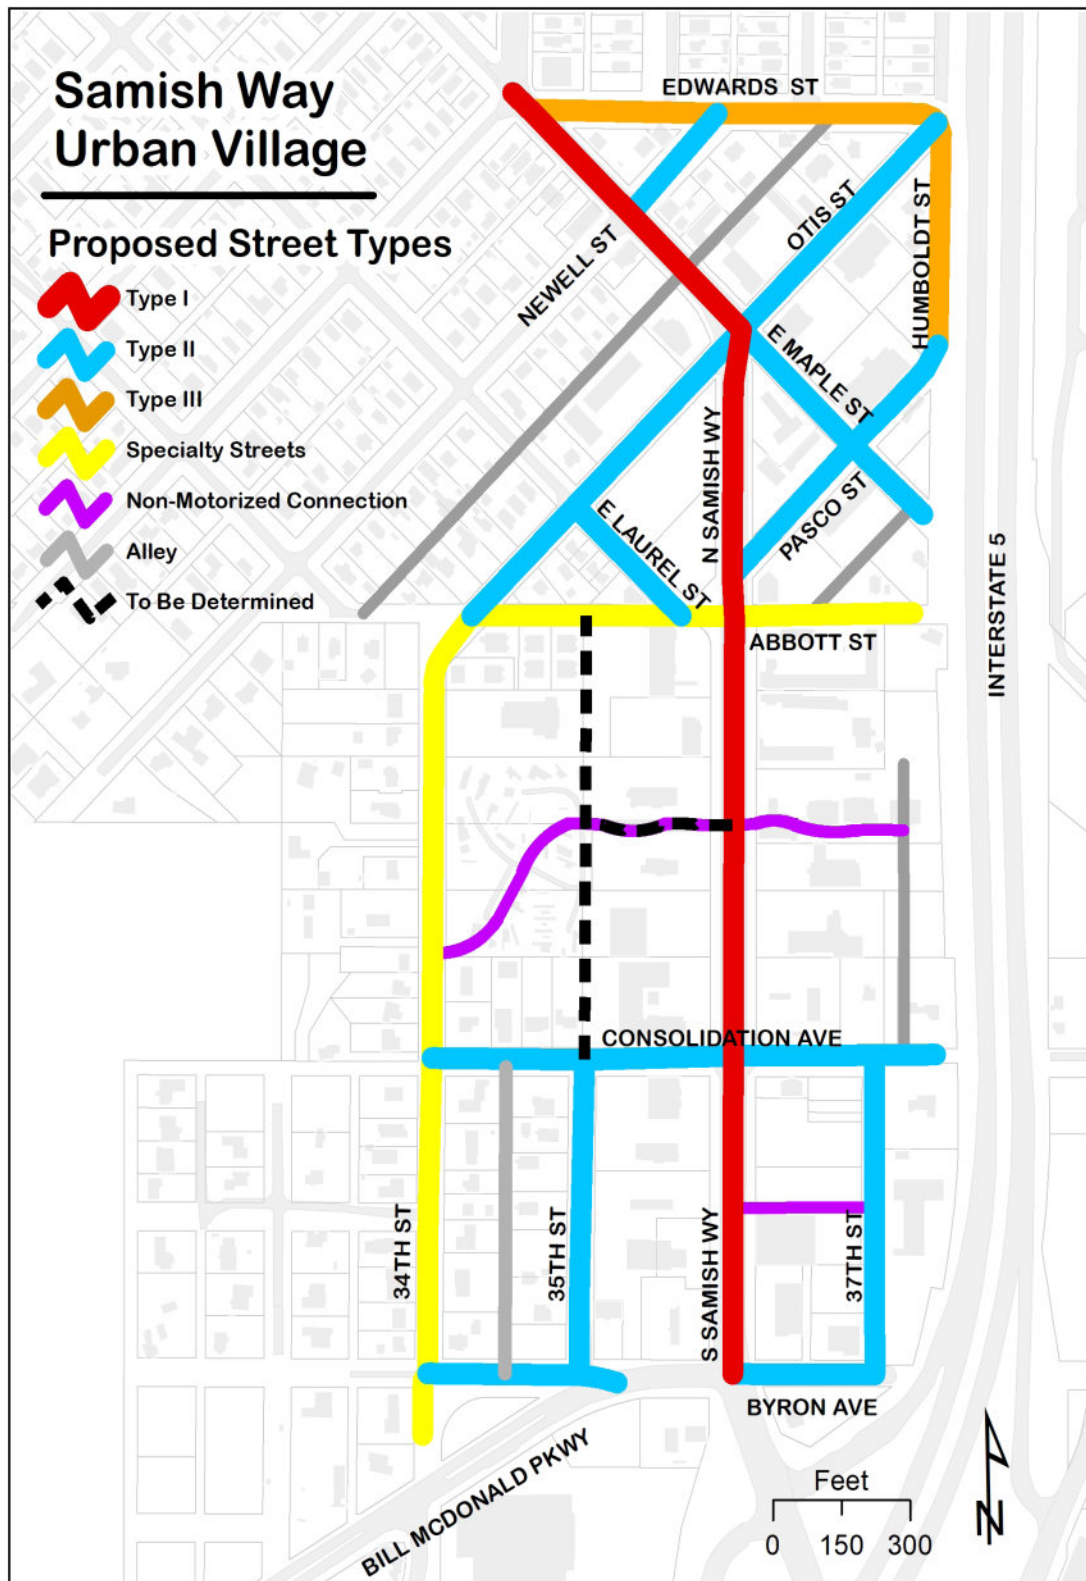 Samish Way
Urban Village
Proposed Street Types
Type I
Type II
Type III
Specialty Streets
Non-Motorized Connection
Alley
To Be Determined
EDWARDS ST
OTIS ST
HUMBOLDT ST
NEWELL ST
E MAPLE ST
N SAMISH WY
PASCO ST
E LAUREL ST
ABBOTT ST
INTERSTATE 5
CONSOLIDATION AVE
34TH ST
35TH ST
S SAMISH WY
37TH ST
BYRON AVE
BILL MCDONALD PKWY
Feet
0 150 300
N